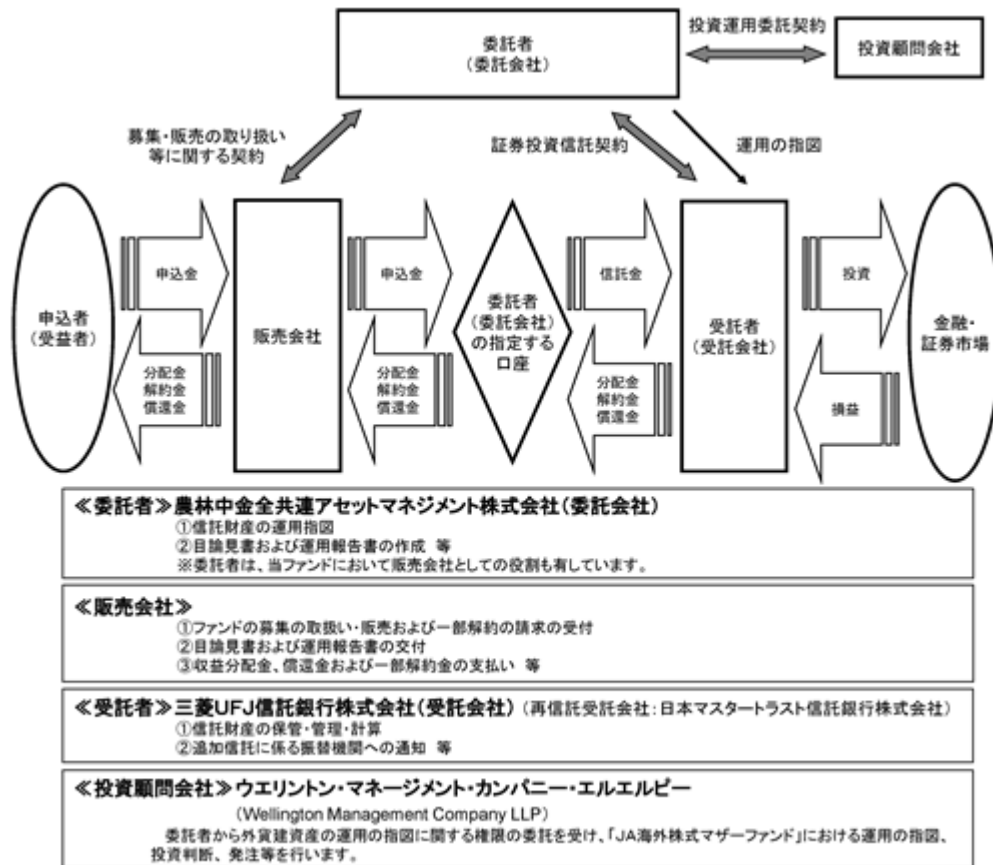 委託者
(委託会社)
投資運用委託契約
投資顧問会社
募集・販売の取り扱い
等に関する契約
証券投資信託契約
運用の指図
申込者
(受益者)
申込金
分配金
解約金
償還金
販売会社
申込金
分配金
解約金
償還金
委託者
(委託会社)
の指定する
口座
信託金
分配金
解約金
償還金
受託者
(受託会社)
投資
損益
金融・
証券市場
≪委託者≫農林中金全共連アセットマネジメント株式会社(委託会社)
①信託財産の運用指図
②目論見書および運用報告書の作成 等
※委託者は、当ファンドにおいて販売会社としての役割も有しています。
≪販売会社≫
①ファンドの募集の取扱い・販売および一部解約の請求の受付
②目論見書および運用報告書の交付
③収益分配金、償還金および一部解約金の支払い 等
≪受託者≫三菱UFJ信託銀行株式会社(受託会社) (再信託受託会社:日本マスタートラスト信託銀行株式会社)
①信託財産の保管・管理・計算
②追加信託に係る振替機関への通知 等
≪投資顧問会社≫ウエリントン・マネージメント・カンパニー・エルエルピー
(Wellington Management Company LLP)
委託者から外貨建資産の運用の指図に関する権限の委託を受け、「JA海外株式マザーファンド」における運用の指図、
投資判断、発注等を行います。